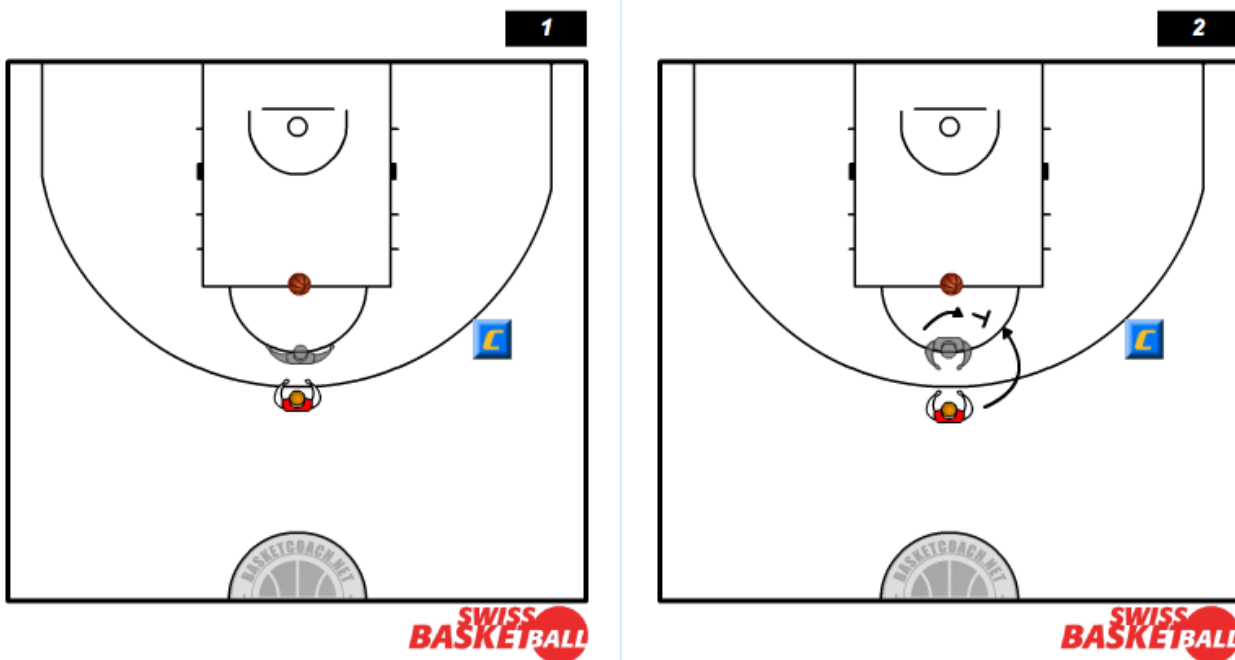 1
2
C
C
BASKETCOACH.NET
BASKETCOACH.NET
SWISS
BASKETBALL
SWISS
BASKETBALL